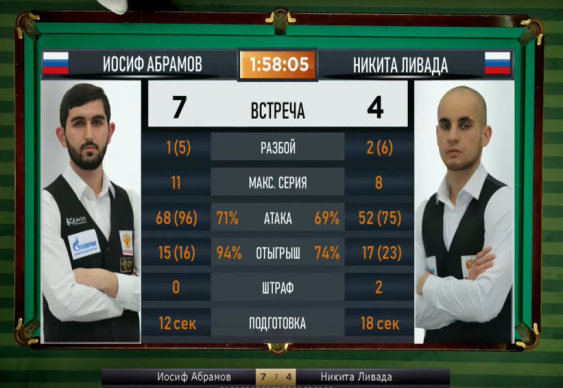 ИОСИФ АБРАМОВ 1:58:05 НИКИТА ЛИВАДА
7 ВСТРЕЧА 4
1 (5) РАЗБОЙ 2 (6)
11 МАКС. СЕРИЯ 8
68 (96) 71% АТАКА 69% 52 (75)
15 (16) 94% ОТЫГРЫШ 74% 17 (23)
0 ШТРАФ 2
12 сек ПОДГОТОВКА 18 сек
ГАЗПРОМ
Иосиф Абрамов 7 7 4 Никита Ливада